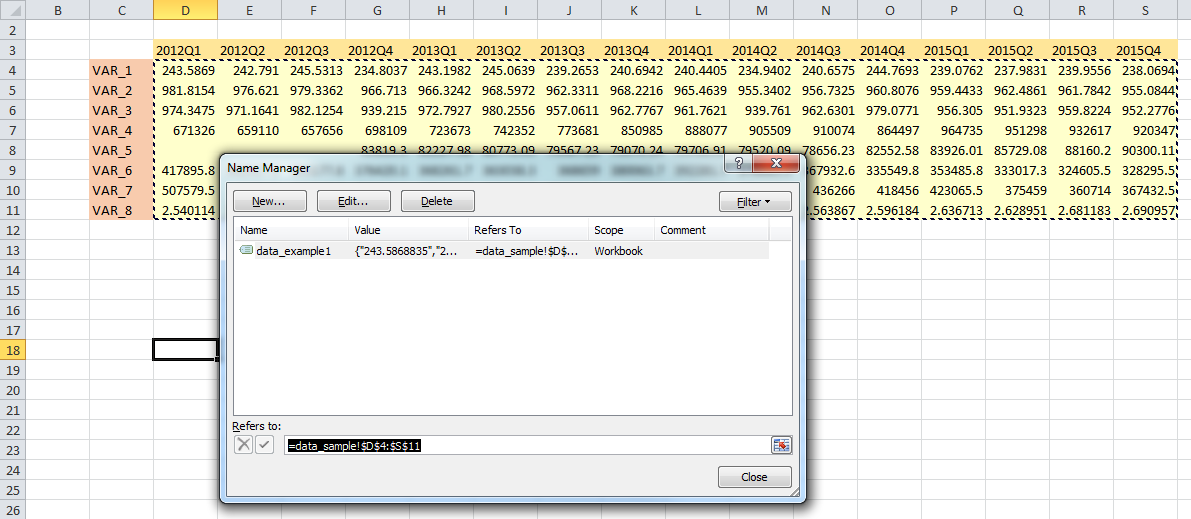 B C D E F G H I J K L M N O P Q R S
2
3 2012Q1 2012Q2 2012Q3 2012Q4 2013Q1 2013Q2 2013Q3 2013Q4 2014Q1 2014Q2 2014Q3 2014Q4 2015Q1 2015Q2 2015Q3 2015Q4
4 VAR_1 243.5869 242.791 245.5313 234.8037 243.1982 245.0639 239.2653 240.6942 240.4405 234.9402 240.6575 244.7693 239.0762 237.9831 239.9556 238.0694
5 VAR_2 981.8154 976.621 979.3362 966.713 966.3242 968.5972 962.3311 968.2216 965.4639 955.3402 956.7325 960.8076 959.4433 962.4861 961.7842 955.0844
6 VAR_3 974.3475 971.1641 982.1254 939.215 972.7927 980.2556 957.0611 962.7767 961.7621 939.761 962.6301 979.0771 956.305 951.9323 959.8224 952.2776
7 VAR_4 671326 659110 657656 698109 723673 742352 773681 850985 888077 905509 910074 864497 964735 951298 932617 920347
8 VAR_5 83819.3 82227.98 80773.09 79567.23 79070.24 79706.91 79520.09 78656.23 82552.58 83926.01 85729.08 88160.2 90300.11
9 VAR_6 417895.8 367932.6 335549.8 353485.8 333017.3 324605.5 328295.5
10 VAR_7 507579.5 436266 418456 423065.5 375459 360714 367432.5
11 VAR_8 2.540114 2.563867 2.596184 2.636713 2.628951 2.681183 2.690957
Name Manager
?
New... Edit... Delete Filter
Name Value Refers To Scope Comment
data_example1 {"243.5868835","2... =data_sample!$D$... Workbook
12
13
14
15
16
17
18
19
20
21
22
23
24
25
26
Refers to:
=data_sample!$D$4:$S$11
Close